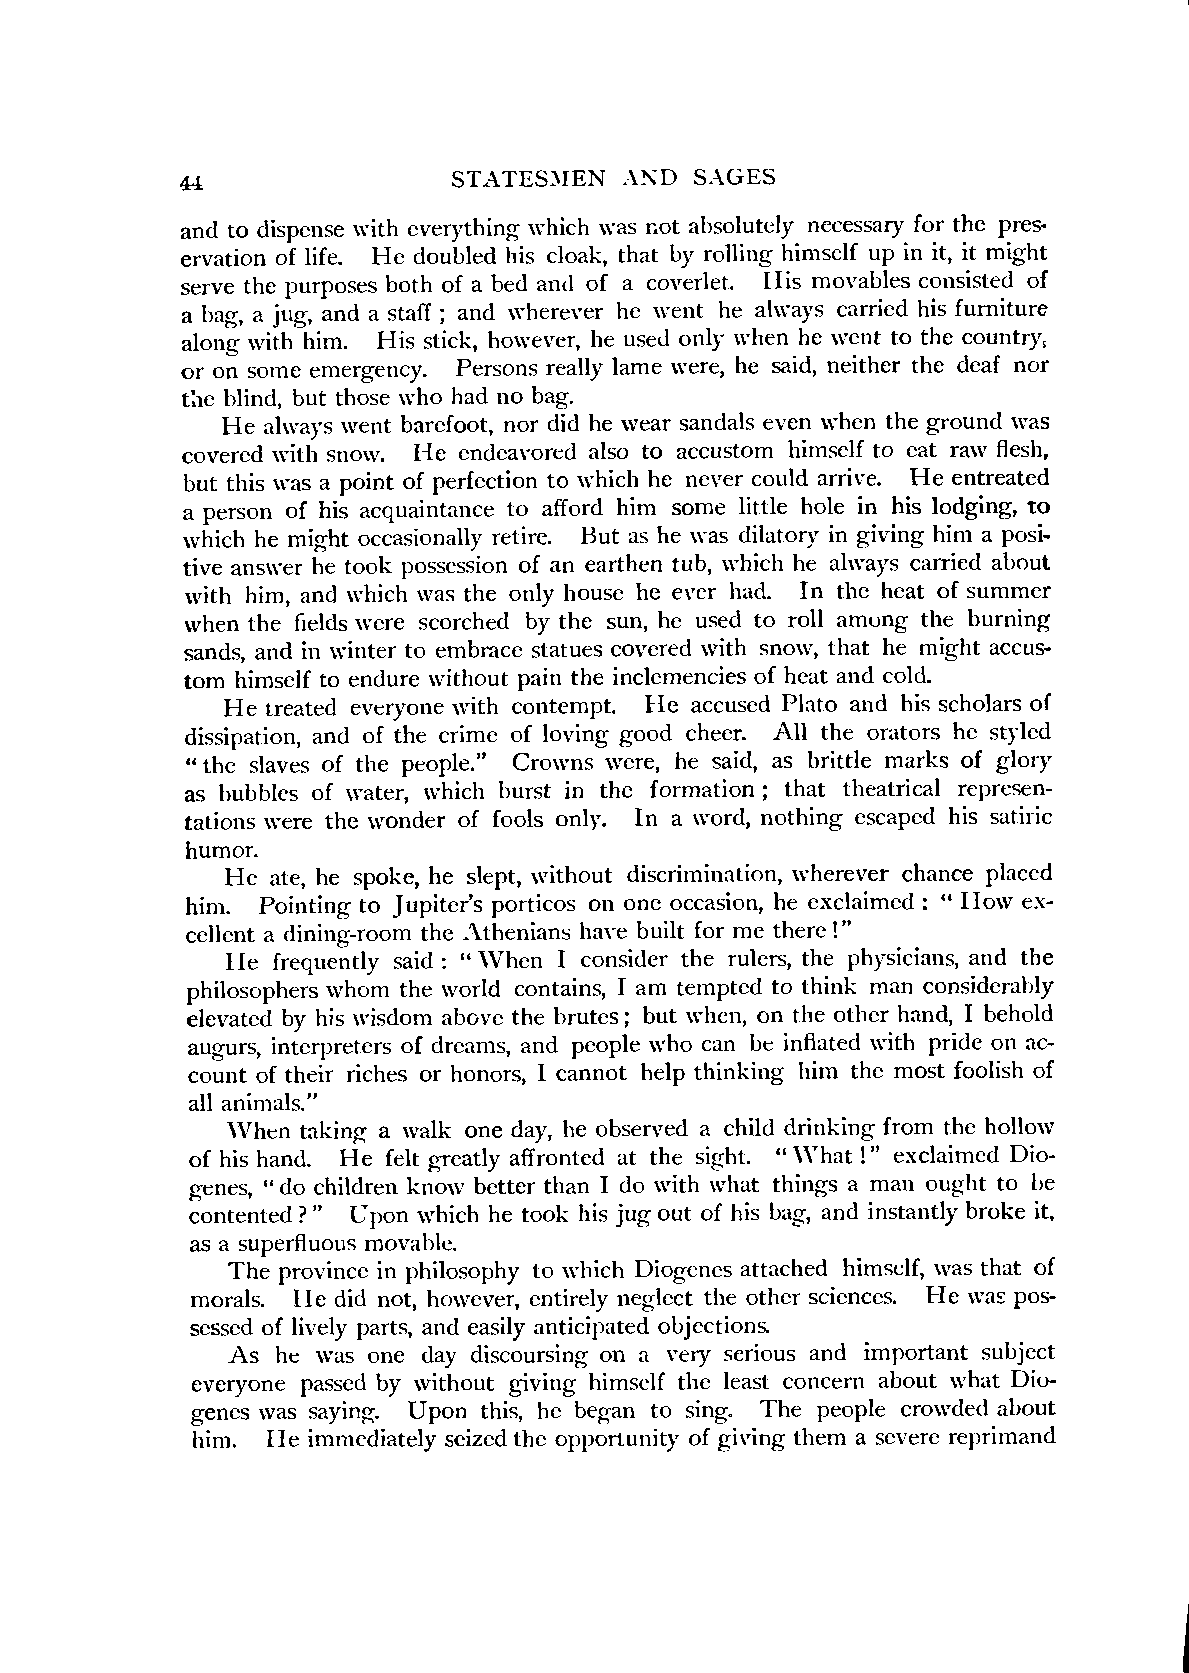 44 STATESMEN AND SAGES
and to dispense with everything which was not absolutely necessary for the pres-
ervation of life. He doubled his cloak, that by rolling himself up in it, it might
serve the purposes both of a bed and of a coverlet. His movables consisted of
a bag, a jug, and a staff ; and wherever he went he always carried his furniture
along with him. His stick, however, he used only when he went to the country,
or on some emergency. Persons really lame were, he said, neither the deaf nor
the blind, but those who had no bag.
He always went barefoot, nor did he wear sandals even when the ground was
covered with snow. He endeavored also to accustom himself to eat raw flesh,
but this was a point of perfection to which he never could arrive. He entreated
a person of his acquaintance to afford him some little hole in his lodging, to
which he might occasionally retire. But as he was dilatory in giving him a posi-
tive answer he took possession of an earthen tub, which he always carried about
with him, and which was the only house he ever had. In the heat of summer
when the fields were scorched by the sun, he used to roll among the burning
sands, and in winter to embrace statues covered with snow, that he might accus-
tom himself to endure without pain the inclemencies of heat and cold.
He treated everyone with contempt. He accused Plato and his scholars of
dissipation, and of the crime of loving good cheer. All the orators he styled
“ the slaves of the people.” Crowns were, he said, as brittle marks of glory
as bubbles of water, which burst in the formation ; that theatrical represen-
tations were the wonder of fools only. In a word, nothing escaped his satiric
humor.
He ate, he spoke, he slept, without discrimination, wherever chance placed
him. Pointing to Jupiter's porticos on one occasion, he exclaimed : “ How ex-
cellent a dining-room the Athenians have built for me there !”
He frequently said : “ When I consider the rulers, the physicians, and the
philosophers whom the world contains, I am tempted to think man considerably
elevated by his wisdom above the brutes ; but when, on the other hand, I behold
augurs, interpreters of dreams, and people who can be inflated with pride on ac-
count of their riches or honors, I cannot help thinking him the most foolish of
all animals.”
When taking a walk one day, he observed a child drinking from the hollow
of his hand. He felt greatly affronted at the sight. “ What !” exclaimed Dio-
genes, “ do children know better than I do with what things a man ought to be
contented ? ” Upon which he took his jug out of his bag, and instantly broke it,
as a superfluous movable.
The province in philosophy to which Diogenes attached himself, was that of
morals. He did not, however, entirely neglect the other sciences. He was pos-
sessed of lively parts, and easily anticipated objections.
As he was one day discoursing on a very serious and important subject
everyone passed by without giving himself the least concern about what Dio-
genes was saying. Upon this, he began to sing. The people crowded about
him. He immediately seized the opportunity of giving them a severe reprimand